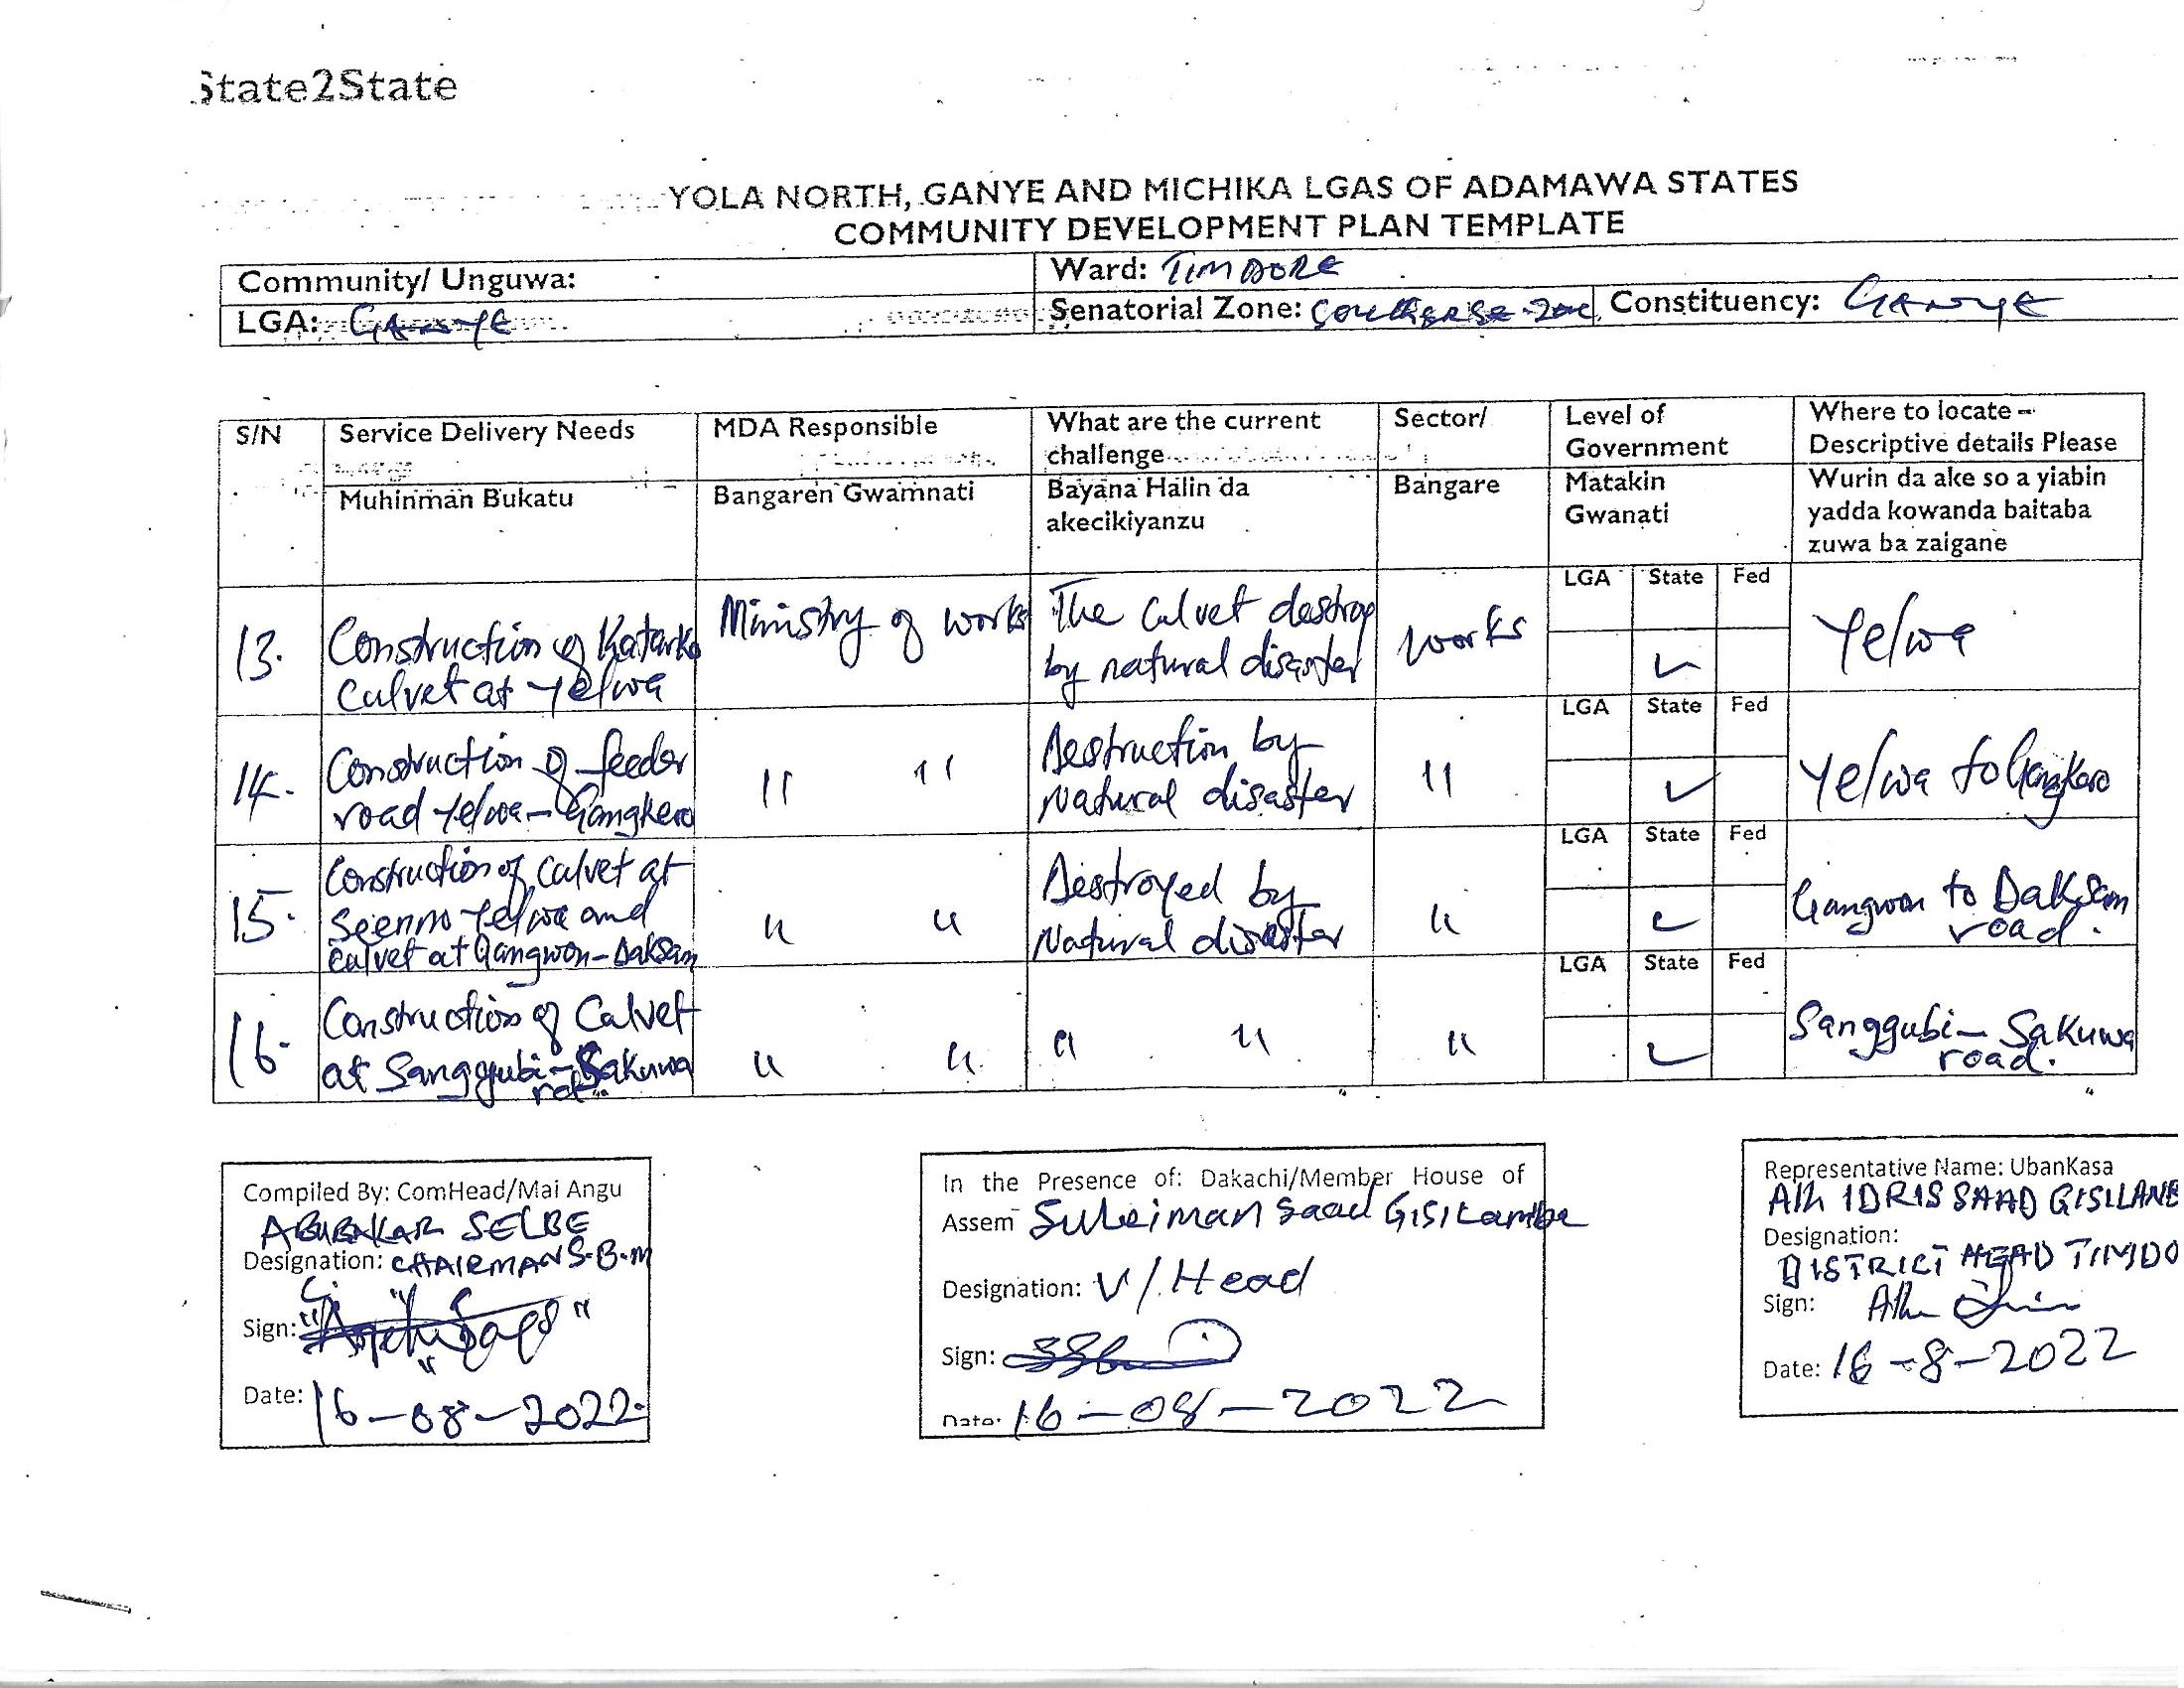 State2State
YOLA NORTH, GANYE AND MICHIKA LGAS OF ADAMAWA STATES
COMMUNITY DEVELOPMENT PLAN TEMPLATE
Community/ Unguwa:
Ward: TIMDORE
LGA: GANYE
Senatorial Zone:
Constituency: GANYE
S/N
Service Delivery Needs
MDA Responsible
What are the current
challenge
Sector/
Level of
Government
Where to locate –
Descriptive details Please
Muhinman Bukatu
Bangaren Gwamnati
Bayana Halin da
akecikiyanzu
Bangare
Matakin
Gwanati
Wurin da ake so a yiabin
yadda kowanda baitaba
zuwa ba zaigane
LGA State Fed
13.
Construction of Katarko
Calvet at Yelwa
Ministry of works
The Calvet destroy
by natural disaster
works
✓
Yelwa
LGA State Fed
14.
Construction of feeder
road Yelwa – Gangkero
" "
Destruction by
Natural disaster
"
✓
Yelwa to Gangkero
LGA State Fed
15.
Construction of Calvet at
Seenno Yelwa and
Calvet at Gangwon – Daksam
" "
Destroyed by
Natural disaster
"
✓
Gangwon to Daksam
road.
LGA State Fed
16.
Construction of Calvet
at Sanggubi – Sakuwa
rd.
" "
" "
"
✓
Sanggubi – Sakuwa
road.
Compiled By: ComHead/Mai Angu
ABUBAKAR SELBE
Designation: CHAIRMAN S.B.M
C
Sign:
Date: 16-08-2022
In the Presence of: Dakachi/Member House of
Assem Suleiman Saad Gisilambe
Designation: V/Head
Sign:
Date: 16-08-2022
Representative Name: UbanKasa
Alh IDRIS SAAD GISILANB
Designation:
DISTRICT HEAD TIMDO
Sign: Alh
Date: 16-8-2022